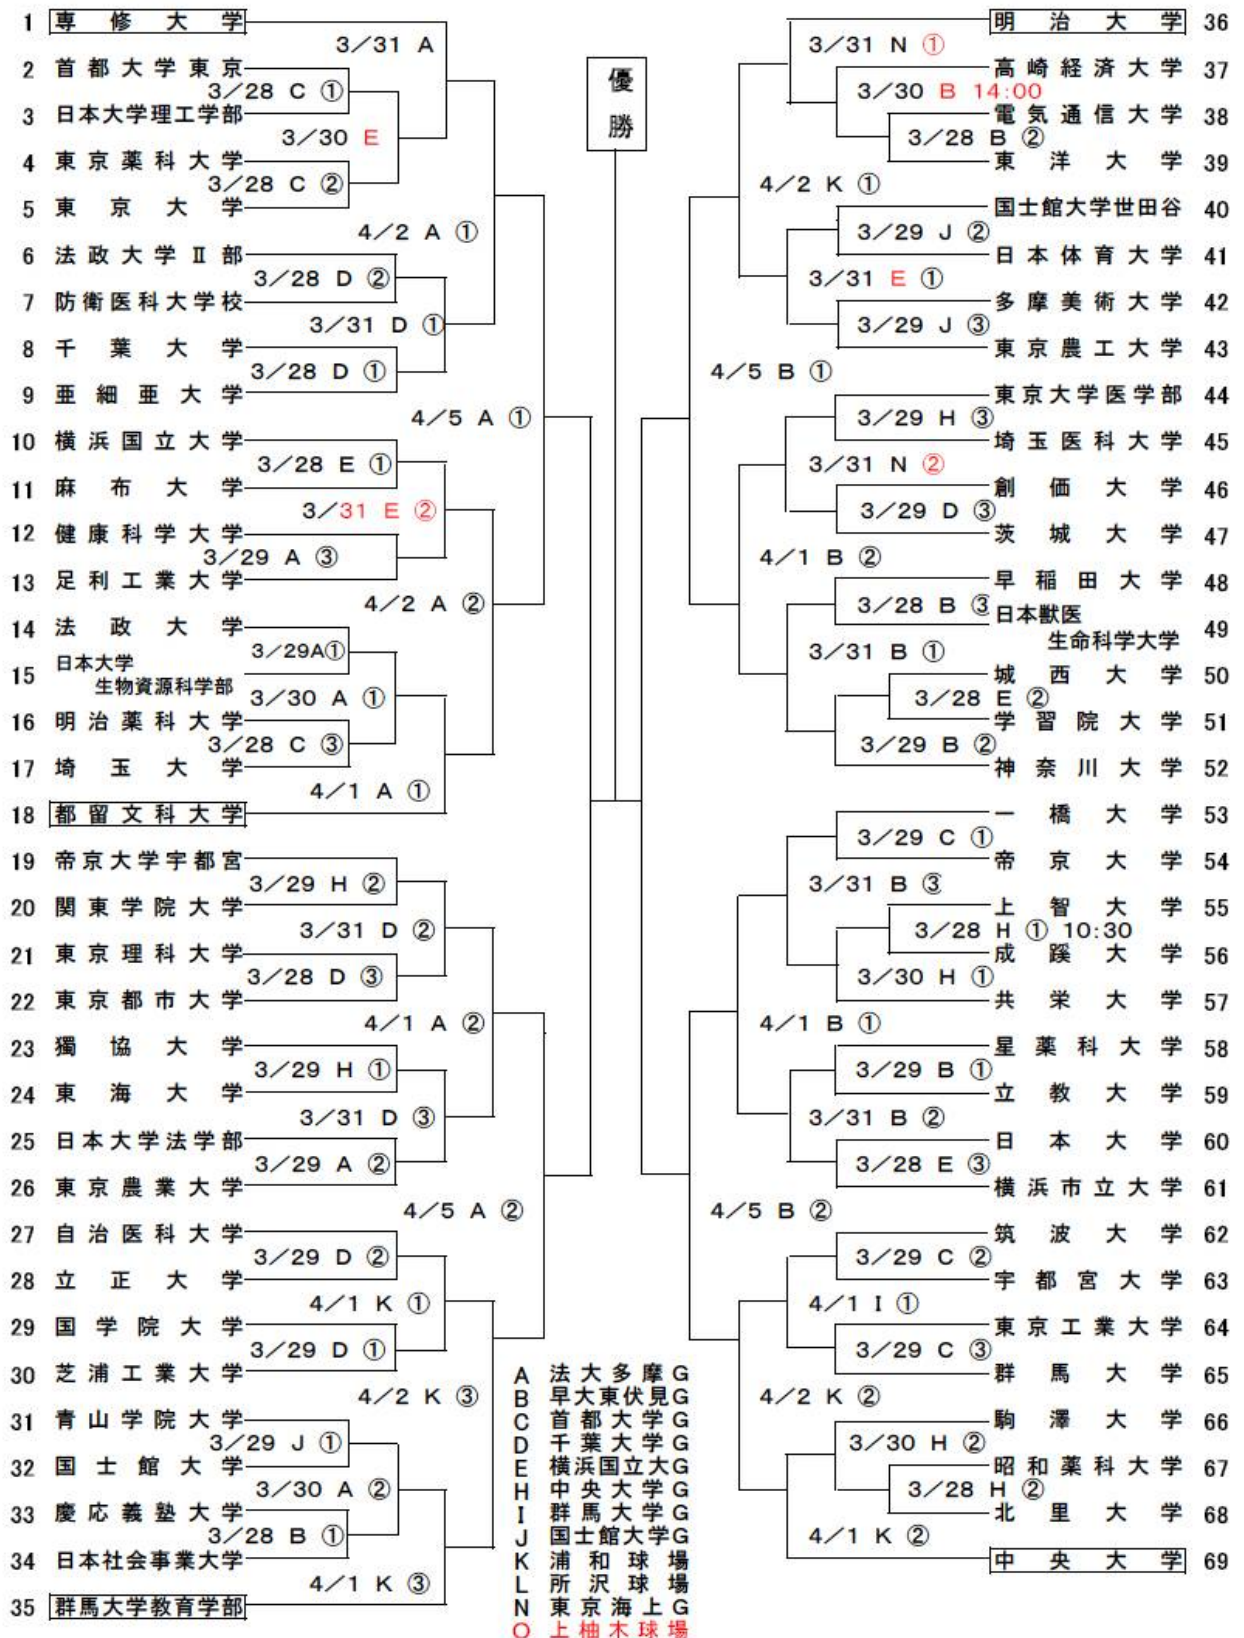 1 専修大学
3／31 A
2 首都大学東京
3／28 C ①
3 日本大学理工学部
3／30 E
4 東京薬科大学
3／28 C ②
5 東京大学
4／2 A ①
6 法政大学Ⅱ部
3／28 D ②
7 防衛医科大学校
3／31 D ①
8 千葉大学
3／28 D ①
9 亜細亜大学
4／5 A ①
10 横浜国立大学
3／28 E ①
11 麻布大学
3／31 E ②
12 健康科学大学
3／29 A ③
13 足利工業大学
4／2 A ②
14 法政大学
3／29A①
15 日本大学
生物資源科学部
3／30 A ①
16 明治薬科大学
3／28 C ③
17 埼玉大学
4／1 A ①
18 都留文科大学
19 帝京大学宇都宮
3／29 H ②
20 関東学院大学
3／31 D ②
21 東京理科大学
3／28 D ③
22 東京都市大学
4／1 A ②
23 獨協大学
3／29 H ①
24 東海大学
3／31 D ③
25 日本大学法学部
3／29 A ②
26 東京農業大学
4／5 A ②
27 自治医科大学
3／29 D ②
28 立正大学
4／1 K ①
29 国学院大学
3／29 D ①
30 芝浦工業大学
4／2 K ③
31 青山学院大学
3／29 J ①
32 国士館大学
3／30 A ②
33 慶応義塾大学
3／28 B ①
34 日本社会事業大学
4／1 K ③
35 群馬大学教育学部
優勝
A 法大多摩G
B 早大東伏見G
C 首都大学G
D 千葉大学G
E 横浜国立大G
H 中央大学G
I 群馬大学G
J 国士館大学G
K 浦和球場
L 所沢球場
N 東京海上G
O 上柚木球場
明治大学 36
3／31 N ①
高崎経済大学 37
3／30 B 14:00
電気通信大学 38
3／28 B ②
東洋大学 39
4／2 K ①
国士館大学世田谷 40
3／29 J ②
日本体育大学 41
3／31 E ①
多摩美術大学 42
3／29 J ③
東京農工大学 43
4／5 B ①
東京大学医学部 44
3／29 H ③
埼玉医科大学 45
3／31 N ②
創価大学 46
3／29 D ③
茨城大学 47
4／1 B ②
早稲田大学 48
3／28 B ③
日本獣医
生命科学大学 49
3／31 B ①
城西大学 50
3／28 E ②
学習院大学 51
3／29 B ②
神奈川大学 52
一橋大学 53
3／29 C ①
帝京大学 54
3／31 B ③
上智大学 55
3／28 H ① 10:30
成蹊大学 56
3／30 H ①
共栄大学 57
4／1 B ①
星薬科大学 58
3／29 B ①
立教大学 59
3／31 B ②
日本大学 60
3／28 E ③
横浜市立大学 61
4／5 B ②
筑波大学 62
3／29 C ②
宇都宮大学 63
4／1 I ①
東京工業大学 64
3／29 C ③
群馬大学 65
4／2 K ②
駒澤大学 66
3／30 H ②
昭和薬科大学 67
3／28 H ②
北里大学 68
4／1 K ②
中央大学 69